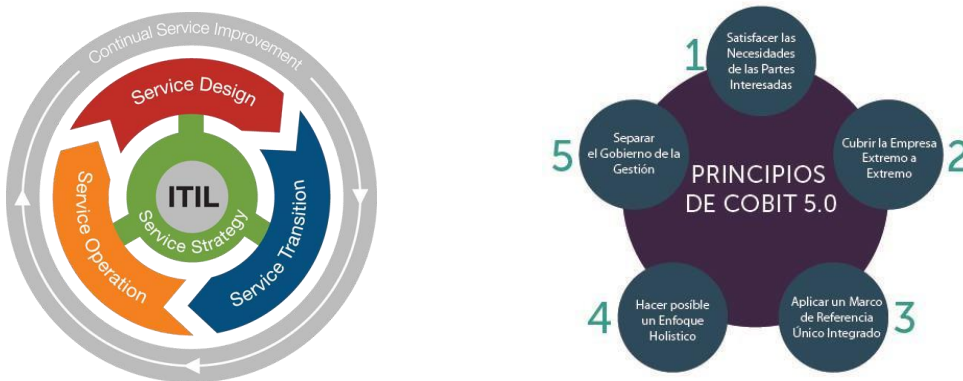 Continual Service Improvement
Service Design
ITIL
Service Strategy
Service Operation
Service Transition
PRINCIPIOS
DE COBIT 5.0
1
Satisfacer las
Necesidades
de las Partes
Interesadas
2
Cubrir la Empresa
Extremo a
Extremo
3
Aplicar un Marco
de Referencia
Único Integrado
4
Hacer posible
un Enfoque
Holistico
5
Separar
el Gobierno de la
Gestión